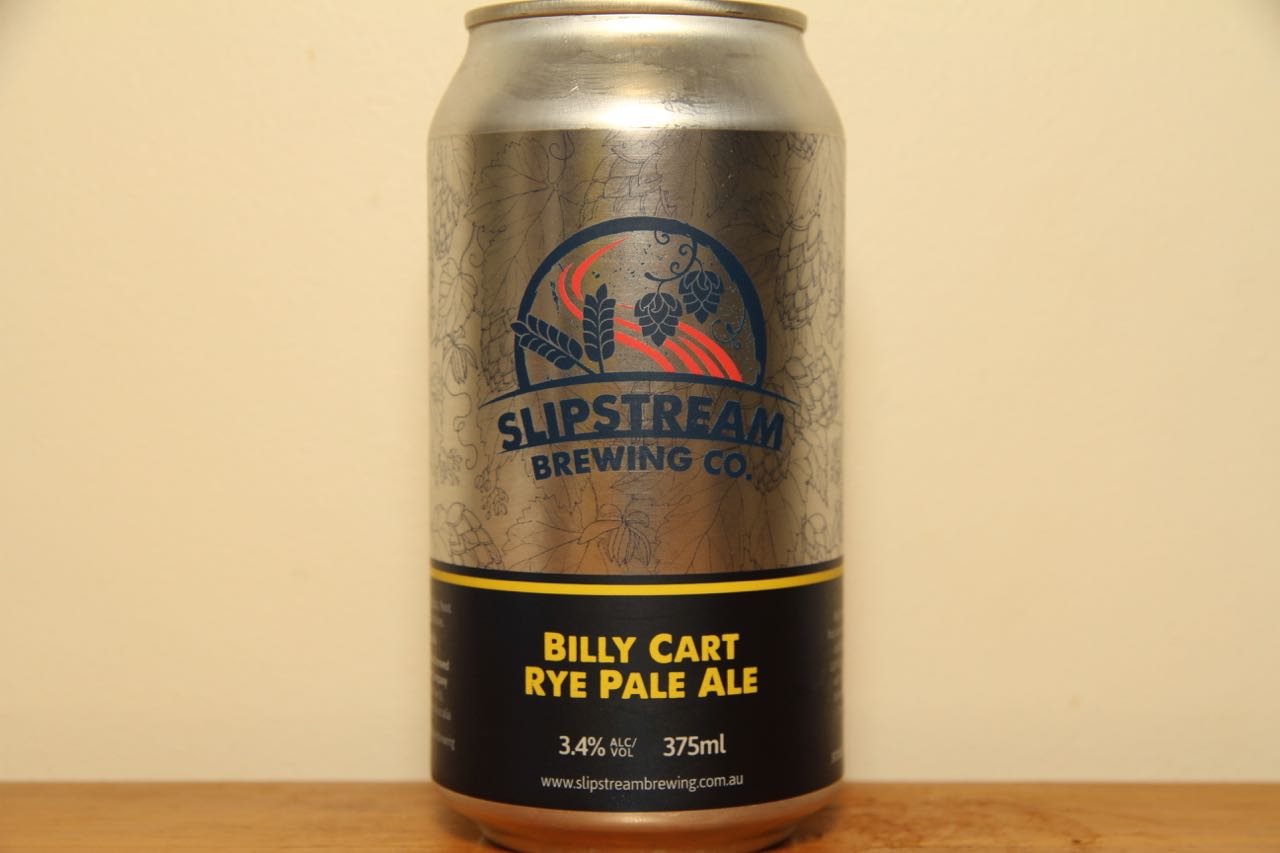 SLIPSTREAM
BREWING CO.
BILLY CART
RYE PALE ALE
3.4% ALC/VOL 375ml
www.slipstreambrewing.com.au